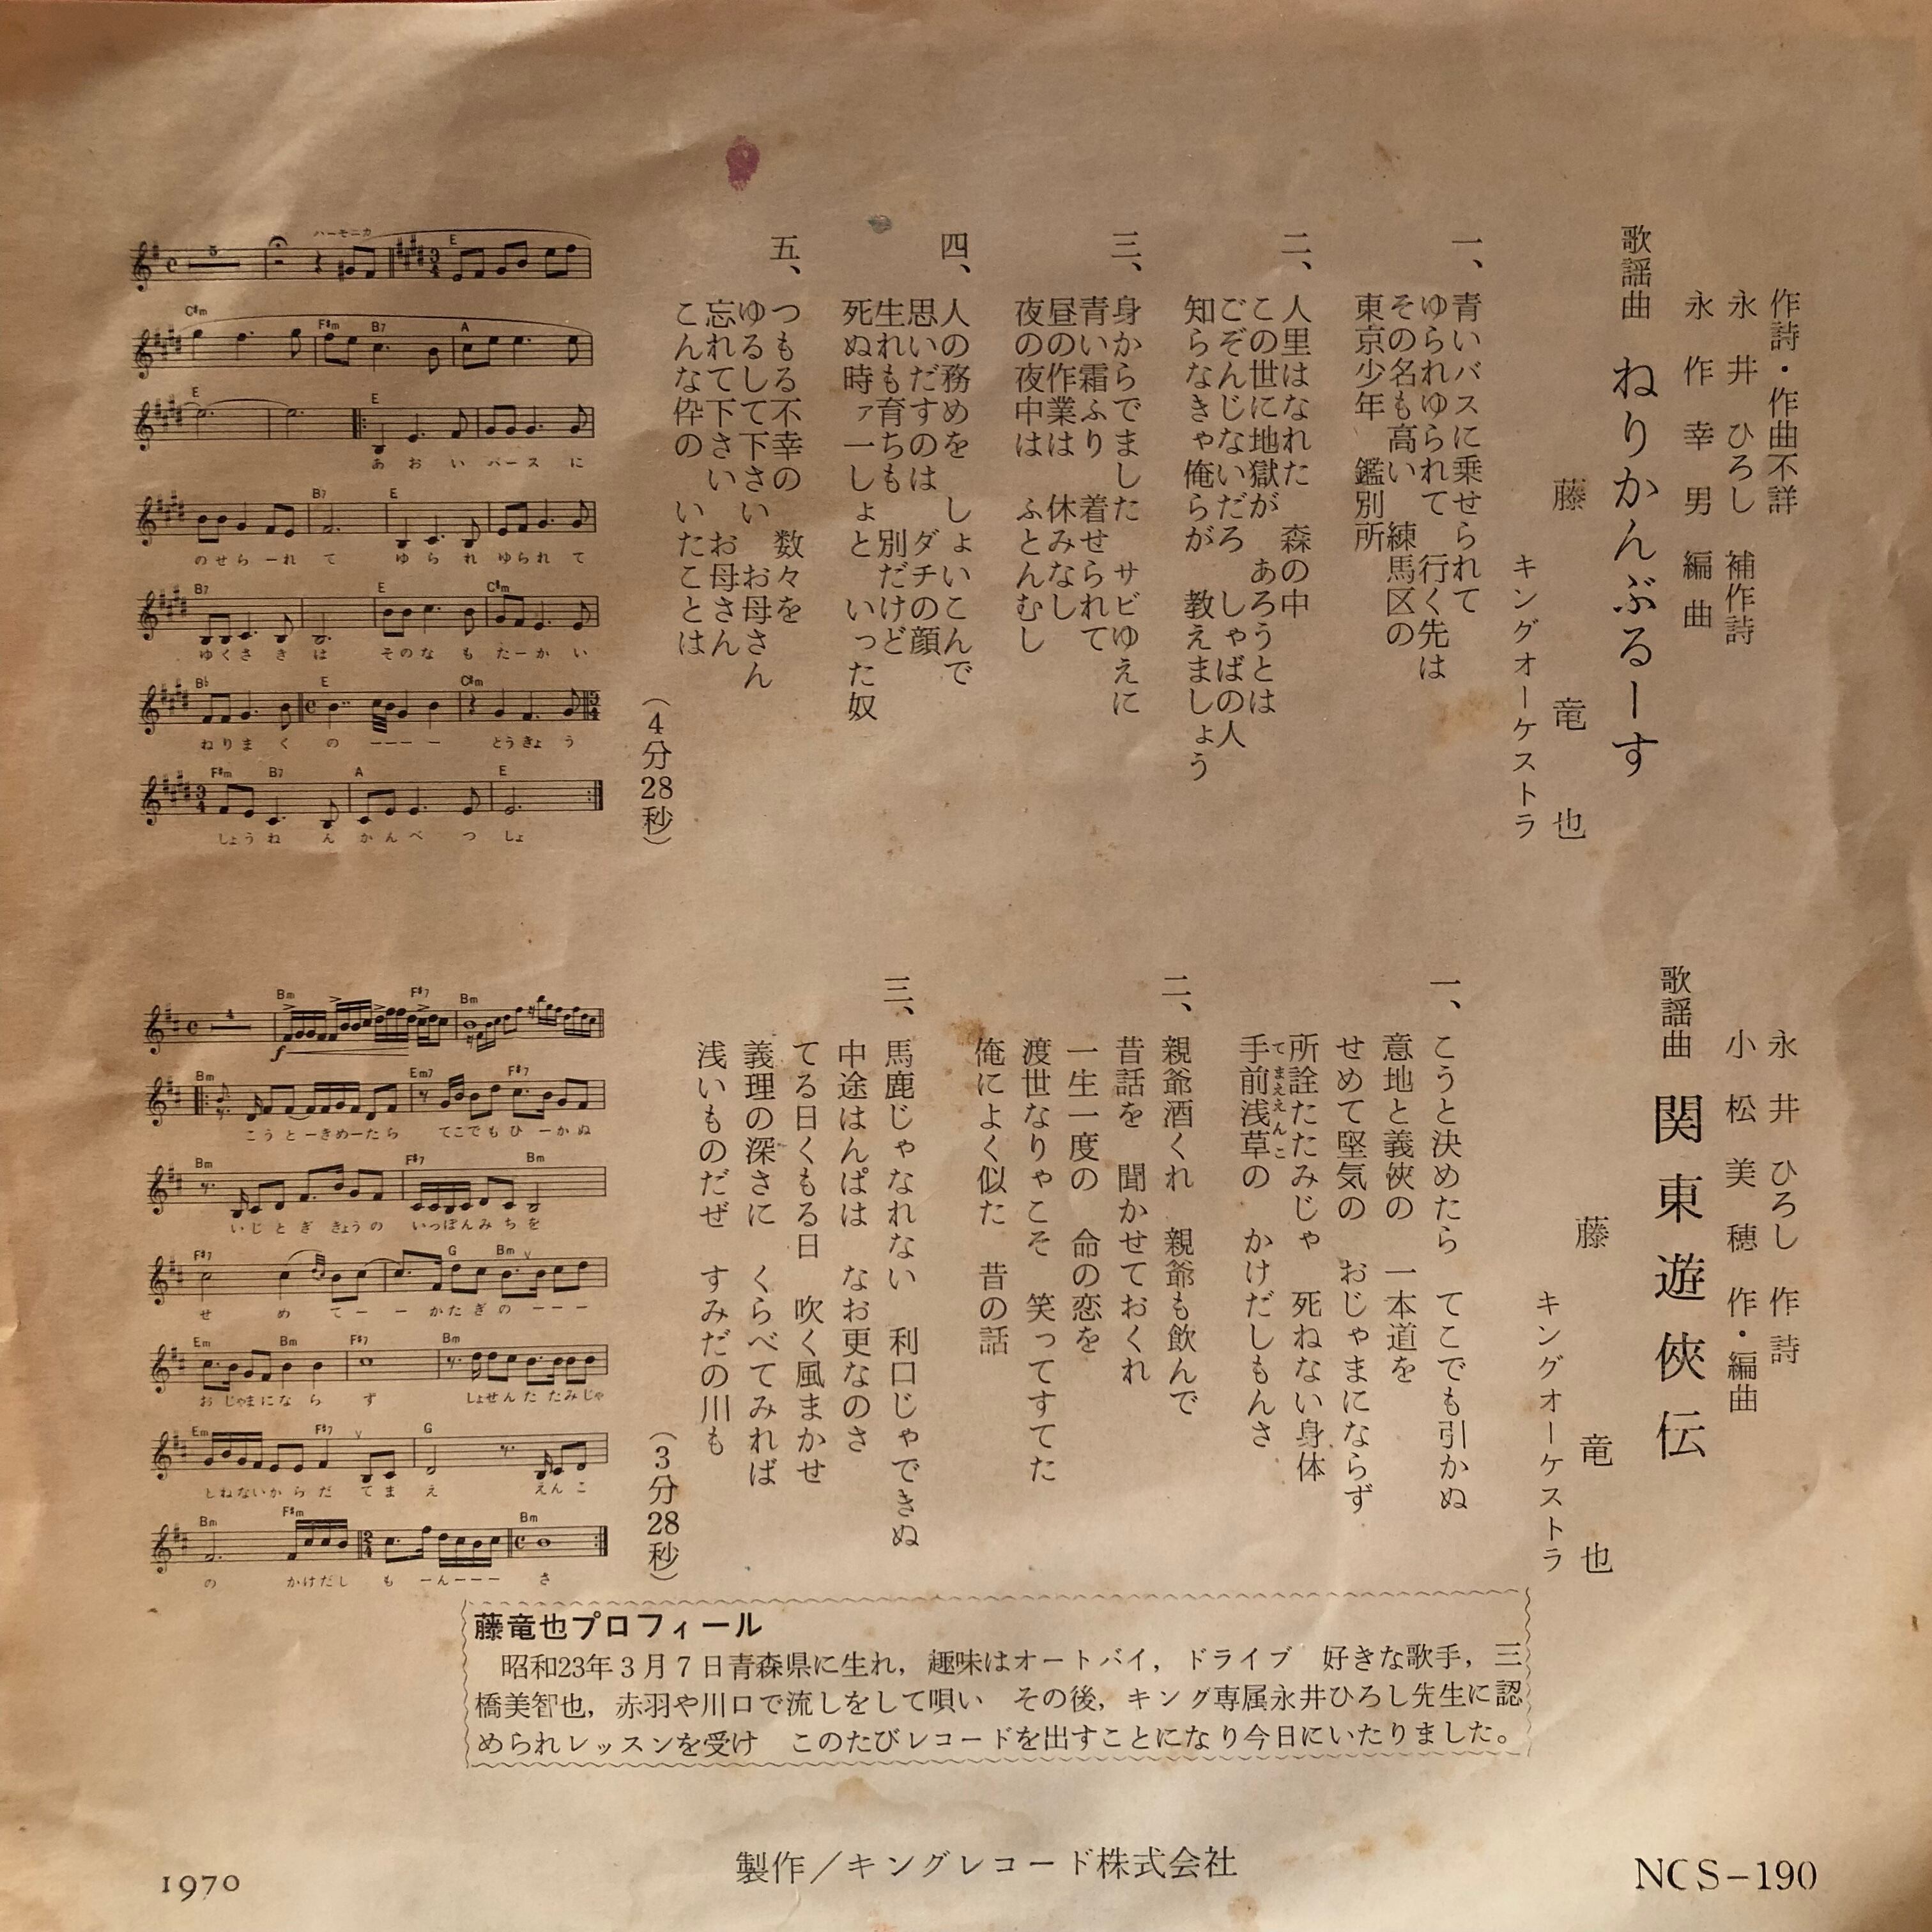 作詩・作曲不詳
永井ひろし 補作詩
永作幸男 編曲
歌謡曲 ねりかんぶるーす
藤竜也
キングオーケストラ
一、青いバスに乗せられて
ゆられゆられて 行く先は
その名も高い 練馬区の
東京少年 鑑別所
二、人里はなれた 森の中
この世に地獄が あろうとは
ごぞんじないだろ しゃばの人
知らなきゃ俺らが 教えましょう
三、身からでました サビゆえに
青い霜ふり 着せられて
昼の作業は 休みなし
夜の夜中は ふとんむし
四、人の務めを しょいこんで
思いだすのは ダチの顔
生れも育ちも 別だけど
死ぬ時ァ一しょと いった奴
五、つもる不幸の 数々を
ゆるして下さい お母さん
忘れて下さい お母さん
こんな伜の いたことは
(4分28秒)
ハーモニカ
E
C♯m F♯m B7 A
E E
あ お い バ ー ス に
B7 E
の せ ら ー れ て ゆ ら れ ゆ ら れ て
B7 E C♯m
ゆ く さ き は そ の な も た ー か い
E C♯m
ね り ま く の ー ー ー ー と う きょ う
F♯m B7 A E
しょ う ね ん か ん べ つ しょ
永井ひろし 作詩
小松美穂 作・編曲
歌謡曲 関東遊俠伝
藤竜也
キングオーケストラ
一、こうと決めたら てこでも引かぬ
意地と義俠の 一本道を
せめて堅気の おじゃまにならず
所詮たたみじゃ 死ねない身体
手前浅草の かけだしもんさ
てまええんこ
二、親爺酒くれ 親爺も飲んで
昔話を 聞かせておくれ
一生一度の 命の恋を
渡世なりゃこそ 笑ってすてた
俺によく似た 昔の話
三、馬鹿じゃなれない 利口じゃできぬ
中途はんぱは なお更なのさ
てる日くもる日 吹く風まかせ
義理の深さに くらべてみれば
浅いものだぜ すみだの川も
(3分28秒)
Bm F♯7 Bm
f
Bm Em7 F♯7
こ う と ー き め ー た ら て こ で も ひ ー か ぬ
Bm F♯7 Bm
い じ と ぎ きょ う の い っ ぽ ん み ち を
F♯7 G Bm V
せ め て ー ー か た ぎ の ー ー ー
Em Bm F♯7 Bm
お じゃ ま に な ら ず しょ せ ん た た み じゃ
Em F♯7 V G
し ね な い か ら だ て ま え え ん こ
Bm F♯m Bm
の か け だ し も ー ん ー ー ー さ
藤竜也プロフィール
昭和23年3月7日青森県に生れ，趣味はオートバイ，ドライブ 好きな歌手，三
橋美智也，赤羽や川口で流しをして唄い その後，キング専属永井ひろし先生に認
められレッスンを受け このたびレコードを出すことになり今日にいたりました。
製作／キングレコード株式会社
1970
NCS-190